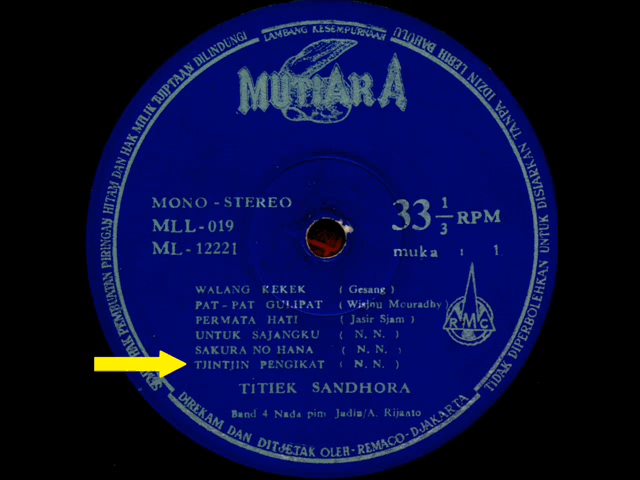 LAMBANG KESEMPURNAAN
MUTIARA
MONO - STEREO
MLL - 019
ML - 12221
33 1/3 RPM
muka : 1
WALANG KEKEK ( Gesang )
PAT - PAT GULIPAT ( Wisjnu Mouradhy )
PERMATA HATI ( Jasir Sjam )
UNTUK SAJANGKU ( N. N. )
SAKURA NO HANA ( N. N. )
TJINTJIN PENGIKAT ( N. N. )
RMC
TITIEK SANDHORA
Band 4 Nada pim Jadin/A. Rijanto
HAK PEMBUATAN PIRINGAN HITAM DAN HAK MILIK TJIPTAAN DILINDUNGI
TIDAK DIPERBOLEHKAN UNTUK DISIARKAN TANPA IDZIN LEBIH DAHULU
DIREKAM DAN DITJETAK OLEH - REMACO - DJAKARTA